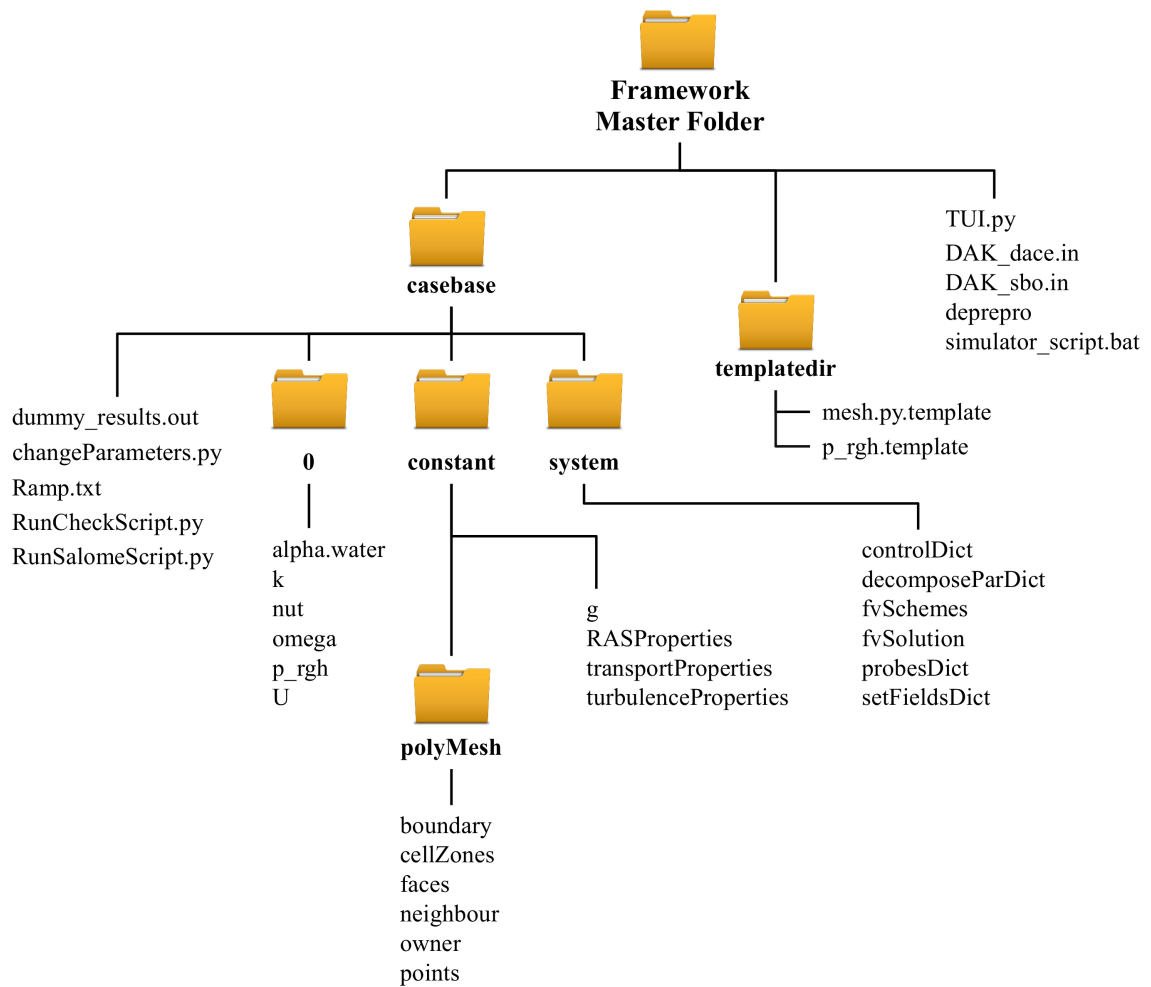 Framework
Master Folder
casebase
templatedir
TUI.py
DAK_dace.in
DAK_sbo.in
deprepro
simulator_script.bat
mesh.py.template
p_rgh.template
dummy_results.out
changeParameters.py
Ramp.txt
RunCheckScript.py
RunSalomeScript.py
0
constant
system
alpha.water
k
nut
omega
p_rgh
U
g
RASProperties
transportProperties
turbulenceProperties
controlDict
decomposeParDict
fvSchemes
fvSolution
probesDict
setFieldsDict
polyMesh
boundary
cellZones
faces
neighbour
owner
points